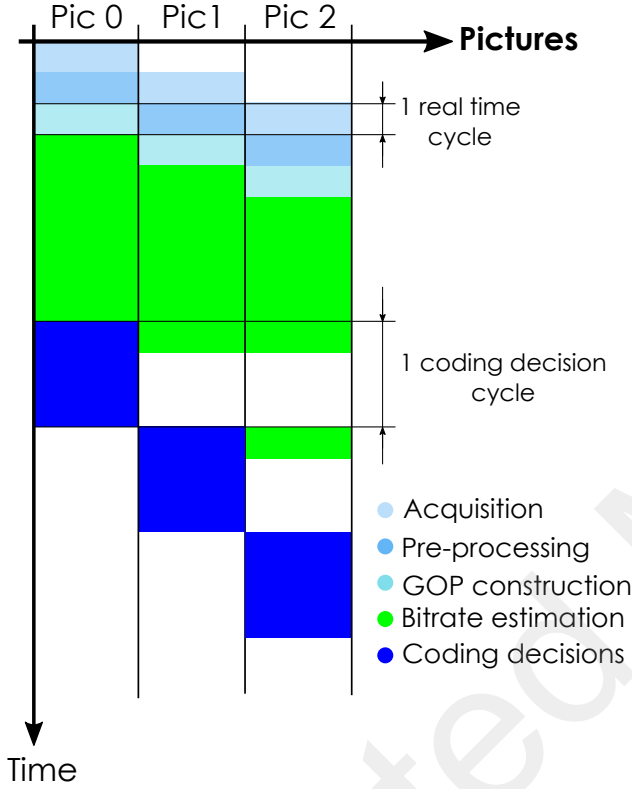 Pic 0 Pic1 Pic 2
Pictures
1 real time
cycle
1 coding decision
cycle
Acquisition
Pre-processing
GOP construction
Bitrate estimation
Coding decisions
Time